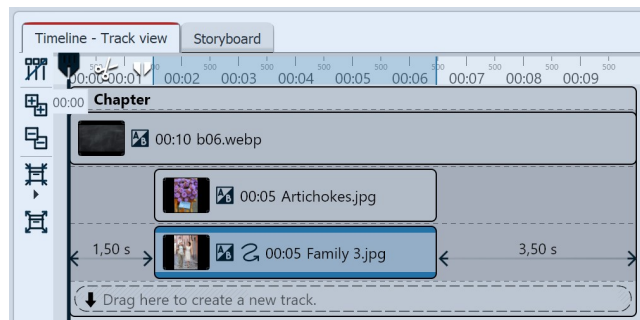 Timeline - Track view Storyboard
500 500 500 500 500 500 500 500 500
00:00 00:01 00:02 00:03 00:04 00:05 00:06 00:07 00:08 00:09
00:00 Chapter
00:10 b06.webp
00:05 Artichokes.jpg
1,50 s 00:05 Family 3.jpg 3,50 s
Drag here to create a new track.